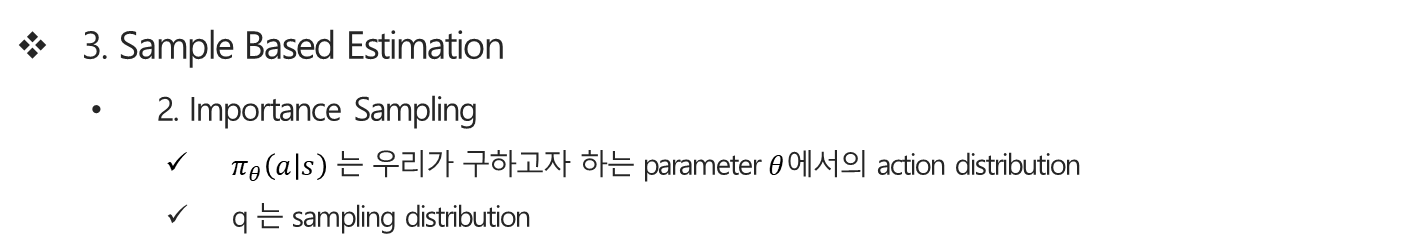 ❖ 3. Sample Based Estimation
• 2. Importance Sampling
✓ π_θ(a|s) 는 우리가 구하고자 하는 parameter θ에서의 action distribution
✓ q 는 sampling distribution